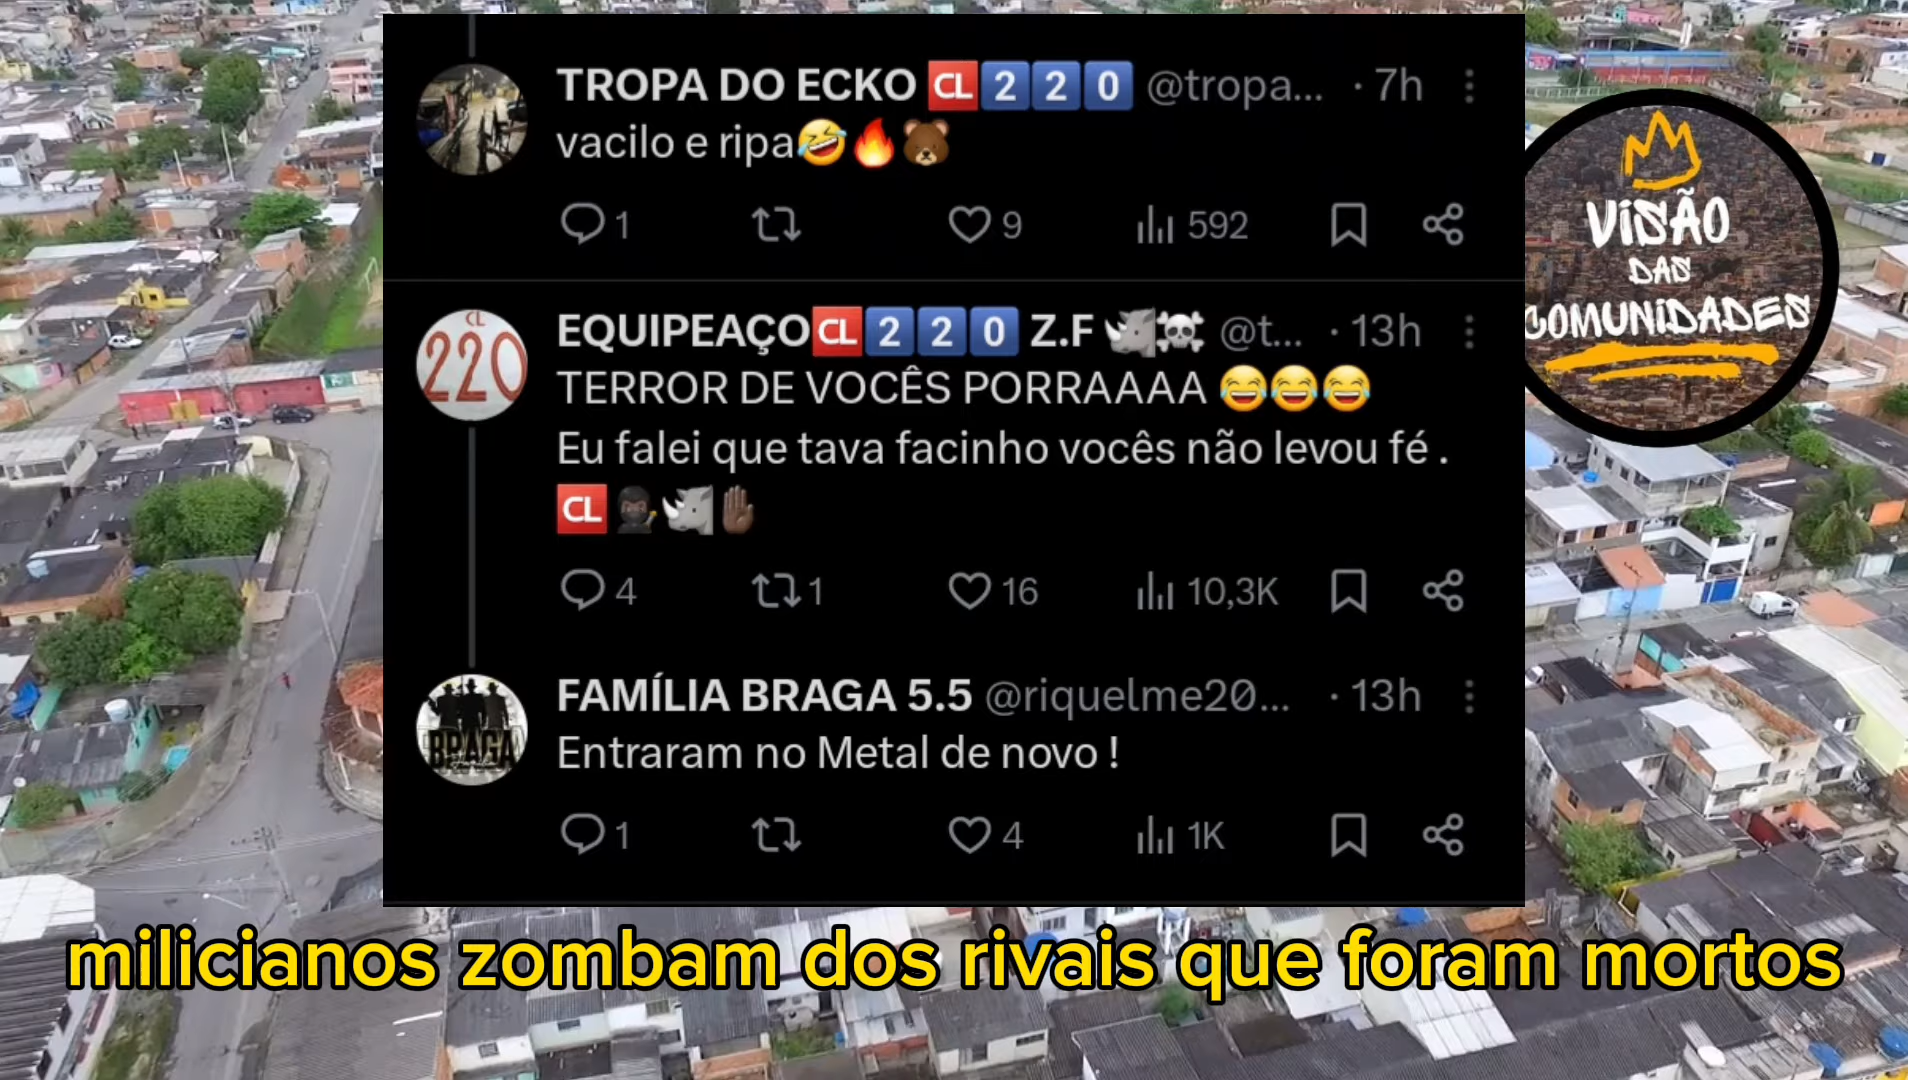 TROPA DO ECKO CL 2 2 0 @tropa... · 7h
vacilo e ripa🤣🔥🐻
1 9 592
VISÃO
DAS
COMUNIDADES
CL
220
EQUIPEAÇO CL 2 2 0 Z.F 🦏☠️ @t... · 13h
TERROR DE VOCÊS PORRAAAA 😂😂😂
Eu falei que tava facinho vocês não levou fé .
CL 🥷🏿🦏🤚🏿
4 1 16 10,3K
BRAGA
FAMÍLIA BRAGA 5.5 @riquelme20... · 13h
Entraram no Metal de novo !
1 4 1K
milicianos zombam dos rivais que foram mortos